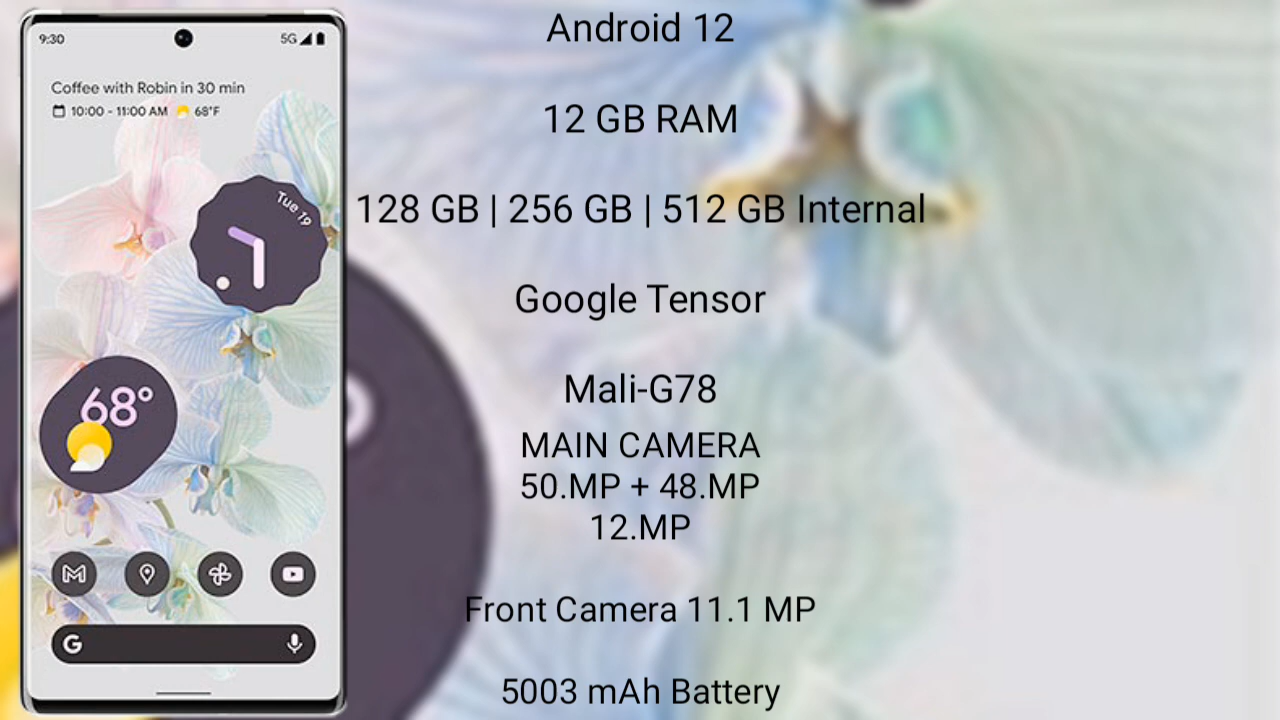 9:30
5G
Coffee with Robin in 30 min
10:00 - 11:00 AM 68°F
Tue 19
68°
G
Android 12
12 GB RAM
128 GB | 256 GB | 512 GB Internal
Google Tensor
Mali-G78
MAIN CAMERA
50.MP + 48.MP
12.MP
Front Camera 11.1 MP
5003 mAh Battery